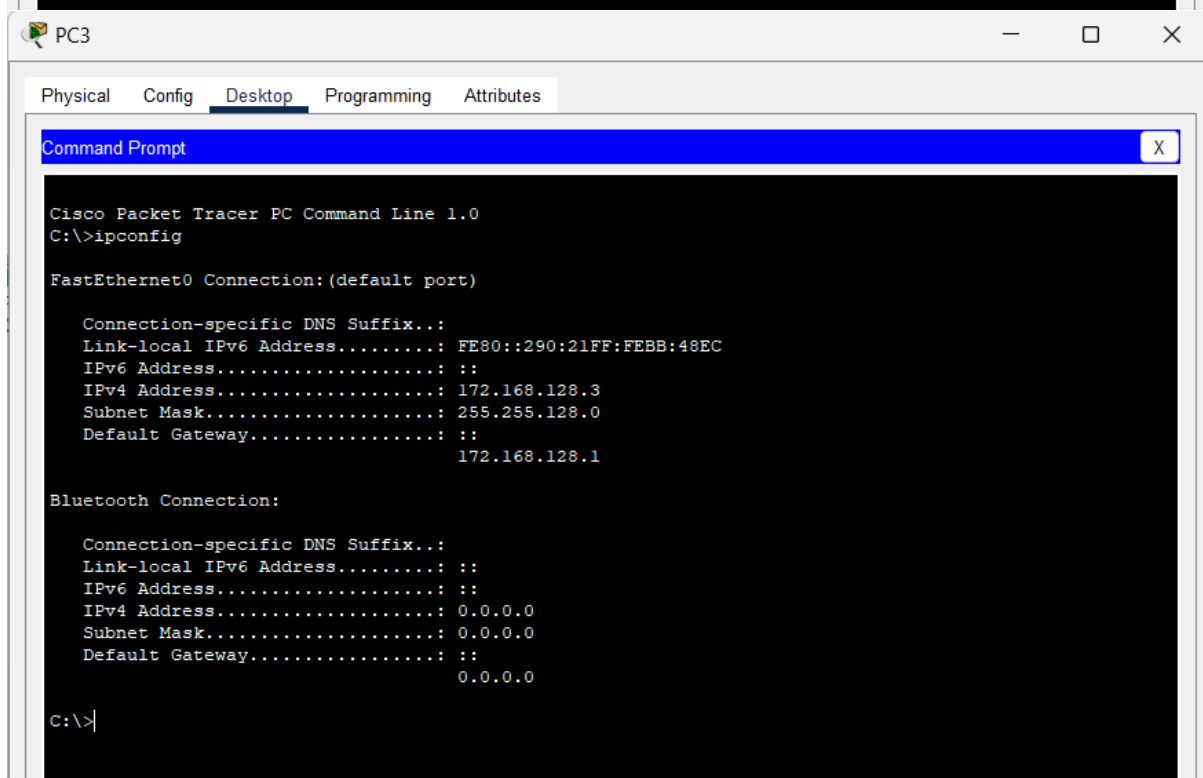 PC3
Physical Config Desktop Programming Attributes
Command Prompt
X
Cisco Packet Tracer PC Command Line 1.0
C:\>ipconfig
FastEthernet0 Connection:(default port)
Connection-specific DNS Suffix..:
Link-local IPv6 Address.........: FE80::290:21FF:FEBB:48EC
IPv6 Address....................: ::
IPv4 Address....................: 172.168.128.3
Subnet Mask.....................: 255.255.128.0
Default Gateway.................: ::
172.168.128.1
Bluetooth Connection:
Connection-specific DNS Suffix..:
Link-local IPv6 Address.........: ::
IPv6 Address....................: ::
IPv4 Address....................: 0.0.0.0
Subnet Mask.....................: 0.0.0.0
Default Gateway.................: ::
0.0.0.0
C:\>